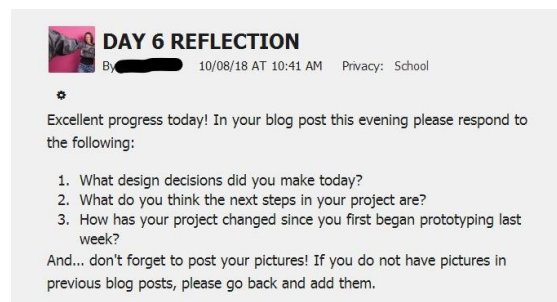 DAY 6 REFLECTION
By 10/08/18 AT 10:41 AM Privacy: School
Excellent progress today! In your blog post this evening please respond to
the following:
1. What design decisions did you make today?
2. What do you think the next steps in your project are?
3. How has your project changed since you first began prototyping last
week?
And... don't forget to post your pictures! If you do not have pictures in
previous blog posts, please go back and add them.